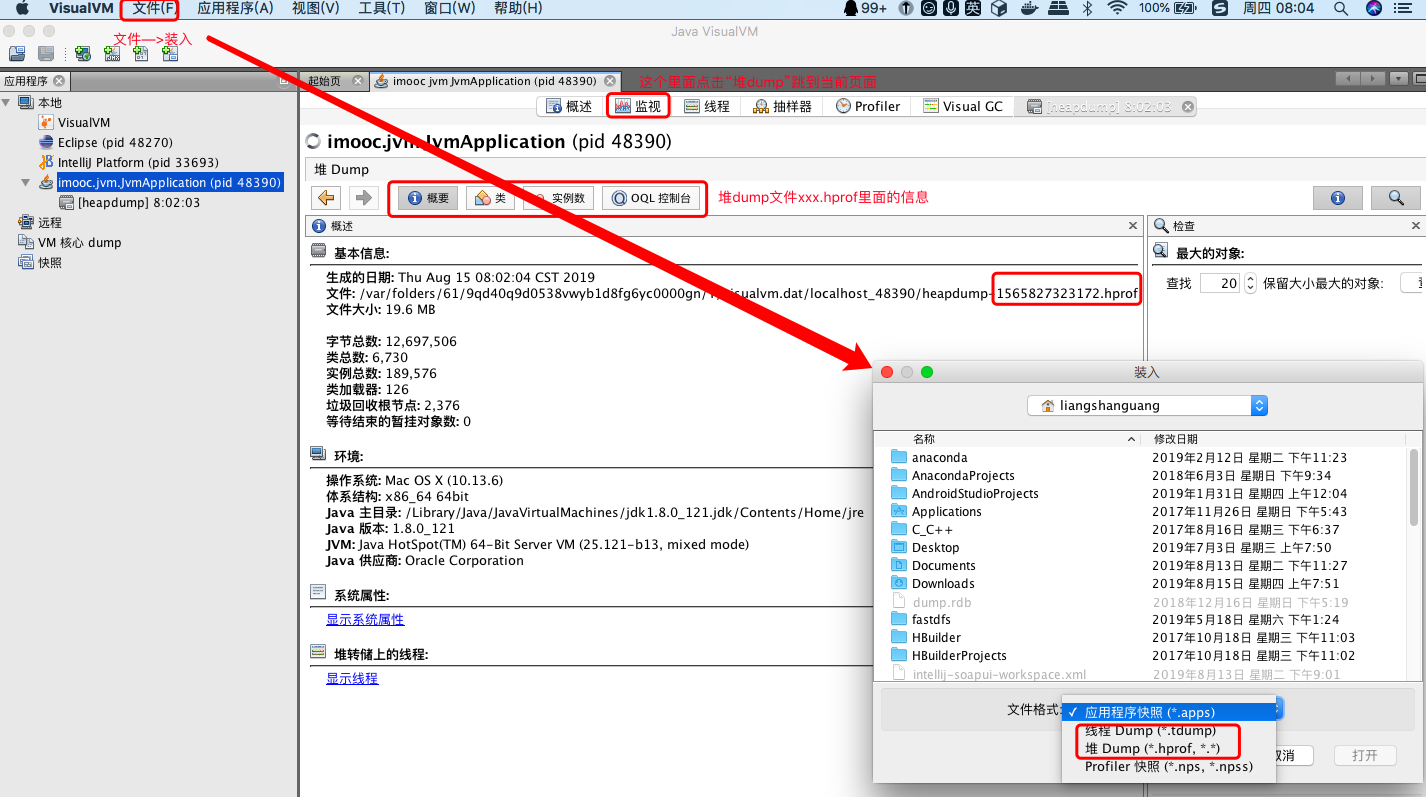 VisualVM 文件(F) 应用程序(A) 视图(V) 工具(T) 窗口(W) 帮助(H) 99+ 英 100% 周四 08:04
文件—>装入
Java VisualVM
应用程序
起始页
imooc jvm JvmApplication (pid 48390)
这个里面点击“堆dump”跳到当前页面
本地
VisualVM
Eclipse (pid 48270)
IntelliJ Platform (pid 33693)
imooc.jvm.JvmApplication (pid 48390)
[heapdump] 8:02:03
远程
VM 核心 dump
快照
概述 监视 线程 抽样器 Profiler Visual GC [heapdump] 8:02:03
imooc.jvm.JvmApplication (pid 48390)
堆 Dump
概要 类 实例数 OQL 控制台
堆dump文件xxx.hprof里面的信息
概述
检查
基本信息:
生成的日期: Thu Aug 15 08:02:04 CST 2019
文件: /var/folders/61/9qd40q9d0538vwyb1d8fg6yc0000gn/ visualvm.dat/localhost_48390/heapdump-1565827323172.hprof
文件大小: 19.6 MB
字节总数: 12,697,506
类总数: 6,730
实例总数: 189,576
类加载器: 126
垃圾回收根节点: 2,376
等待结束的暂挂对象数: 0
环境:
操作系统: Mac OS X (10.13.6)
体系结构: x86_64 64bit
Java 主目录: /Library/Java/JavaVirtualMachines/jdk1.8.0_121.jdk/Contents/Home/jre
Java 版本: 1.8.0_121
JVM: Java HotSpot(TM) 64-Bit Server VM (25.121-b13, mixed mode)
Java 供应商: Oracle Corporation
系统属性:
显示系统属性
堆转储上的线程:
显示线程
最大的对象:
查找 20 保留大小最大的对象:
装入
liangshanguang
名称 修改日期
anaconda 2019年2月12日 星期二 下午11:23
AnacondaProjects 2018年6月3日 星期日 下午9:34
AndroidStudioProjects 2019年1月31日 星期四 上午12:04
Applications 2017年11月26日 星期日 下午5:43
C_C++ 2017年8月16日 星期三 下午6:37
Desktop 2019年7月3日 星期三 上午7:50
Documents 2019年8月13日 星期二 下午11:27
Downloads 2019年8月15日 星期四 上午7:51
dump.rdb 2018年12月16日 星期日 下午5:19
fastdfs 2019年5月18日 星期六 下午1:24
HBuilder 2017年10月18日 星期三 下午11:03
HBuilderProjects 2017年10月18日 星期三 下午11:02
intellij-soapui-workspace.xml 2019年8月13日 星期二 下午9:01
文件格式:
✓ 应用程序快照 (*.apps)
线程 Dump (*.tdump)
堆 Dump (*.hprof, *.*)
Profiler 快照 (*.nps, *.npss)
取消 打开